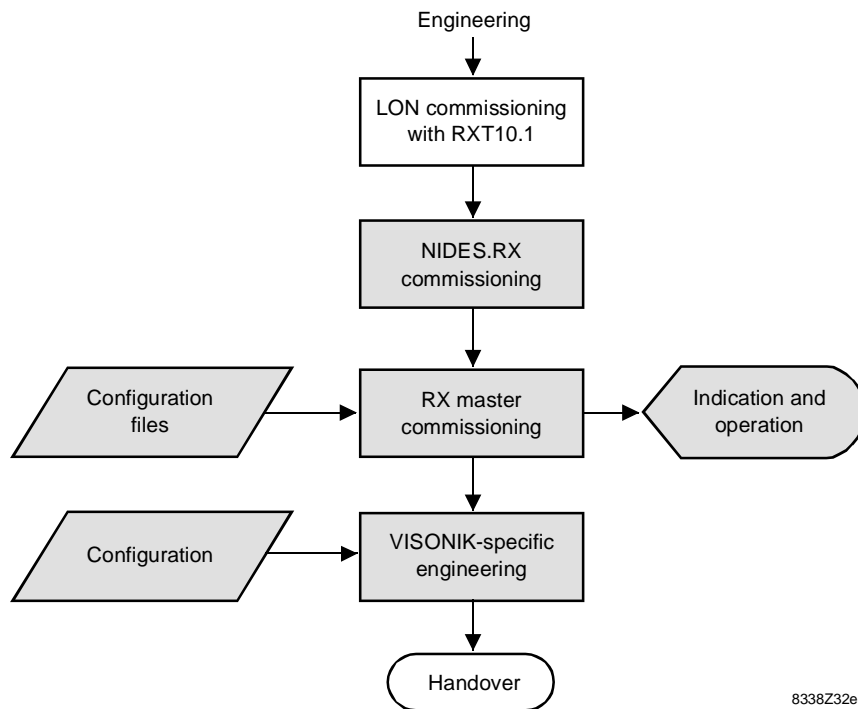 Engineering
LON commissioning
with RXT10.1
NIDES.RX
commissioning
Configuration
files
RX master
commissioning
Indication and
operation
Configuration
VISONIK-specific
engineering
Handover
8338Z32e